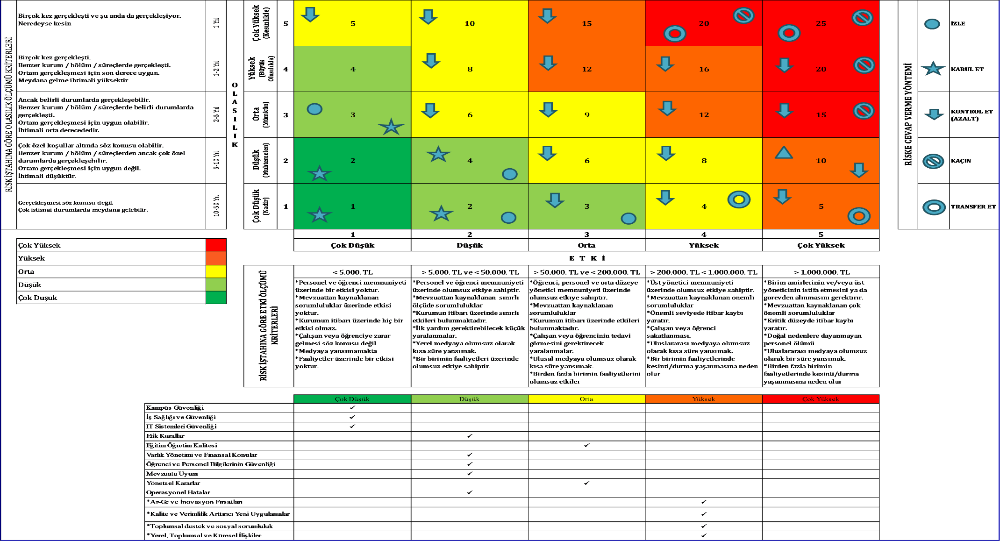 RİSK İŞTAHINA GÖRE OLASILIK ÖLÇÜMÜ KRİTERLERİ
Birçok kez gerçekleşti ve şu anda da gerçekleşiyor.
Neredeyse kesin
1 Yıl
Birçok kez gerçekleşti.
Benzer kurum / bölüm / süreçlerde gerçekleşti.
Ortam gerçekleşmesi için son derece uygun.
Meydana gelme ihtimali yüksektir.
1-2 Yıl
Ancak belirli durumlarda gerçekleşebilir.
Benzer kurum / bölüm / süreçlerde belirli durumlarda
gerçekleşti.
Ortam gerçekleşmesi için uygun olabilir.
İhtimali orta derecededir.
2-5 Yıl
Çok özel koşullar altında söz konusu olabilir.
Benzer kurum / bölüm / süreçlerden ancak çok özel
durumlarda gerçekleşebilir.
Ortam gerçekleşmesi için uygun değil.
İhtimali düşüktür.
5-10 Yıl
Gerçekleşmesi söz konusu değil.
Çok istisnai durumlarda meydana gelebilir.
10-50 Yıl
OLASILIK
Çok Yüksek
(Kesinlikle)
5
5
10
15
20
25
Yüksek
(Büyük
Olasılıkla)
4
4
8
12
16
20
Orta
(Mümkün)
3
3
6
9
12
15
Düşük
(Muhtemelen)
2
2
4
6
8
10
Çok Düşük
(Nadir)
1
1
2
3
4
5
1
2
3
4
5
Çok Düşük
Düşük
Orta
Yüksek
Çok Yüksek
E T K İ
RİSKE CEVAP VERME YÖNTEMİ
İZLE
KABUL ET
KONTROL ET
(AZALT)
KAÇIN
TRANSFER ET
Çok Yüksek
Yüksek
Orta
Düşük
Çok Düşük
RİSK İŞTAHINA GÖRE ETKİ ÖLÇÜMÜ
KRİTERLERİ
< 5.000. TL
*Personel ve öğrenci memnuniyeti
üzerinde bir etkisi yoktur.
*Mevzuattan kaynaklanan
sorumluluklar üzerinde etkisi
yoktur.
*Kurumun itibarı üzerinde hiç bir
etkisi olmaz.
*Çalışan veya öğrenciye zarar
gelmesi söz konusu değil.
*Medyaya yansımamakta
*Faaliyetler üzerinde bir etkisi
yoktur.
> 5.000. TL ve < 50.000. TL
*Personel ve öğrenci memnuniyeti
üzerinde olumsuz etkiye sahiptir.
*Mevzuattan kaynaklanan sınırlı
ölçüde sorumluluklar
*Kurumun itibarı üzerinde sınırlı
etkileri bulunmaktadır.
*İlk yardım gerektirebilecek küçük
yaralanmalar.
*Yerel medyaya olumsuz olarak
kısa süre yansımak.
*Bir birimin faaliyetleri üzerinde
olumsuz etkiye sahiptir.
> 50.000. TL ve < 200.000. TL
*Öğrenci, personel ve orta düzeye
yönetici memnuniyeti üzerinde
olumsuz etkiye sahiptir.
*Mevzuattan kaynaklanan
sorumluluklar
*Kurumun itibarı üzerinde etkileri
bulunmaktadır.
*Çalışan veya öğrencinin tedavi
görmesini gerektirecek
yaralanmalar.
*Ulusal medyaya olumsuz olarak
kısa süre yansımak.
*Birden fazla birimin faaliyetlerini
olumsuz etkiler
> 200.000. TL < 1.000.000. TL
*Üst yönetici memnuniyeti
üzerinde olumsuz etkiye sahiptir.
*Mevzuattan kaynaklanan önemli
sorumluluklar
*Önemli seviyede itibar kaybı
yaratır.
*Çalışan veya öğrenci
sakatlanması.
*Uluslararası medyaya olumsuz
olarak kısa süre yansımak.
*Bir birimin faaliyetlerinde
kesinti/durma yaşanmasına neden
olur
> 1.000.000. TL
*Birim amirlerinin ve/veya üst
yöneticinin istifa etmesini ya da
görevden alınmasını gerektirir.
*Mevzuattan kaynaklanan çok
önemli sorumluluklar
*Kritik düzeyde itibar kaybı
yaratır.
*Doğal nedenlere dayanmayan
personel ölümü.
*Uluslararası medyaya olumsuz
olarak bir süre yansımak.
*Birden fazla birimin
faaliyetlerinde kesinti/durma
yaşanmasına neden olur
Çok Düşük
Düşük
Orta
Yüksek
Çok Yüksek
Kampüs Güvenliği ✓
İş Sağlığı ve Güvenliği ✓
IT Sistemleri Güvenliği ✓
Etik Kurallar ✓
Eğitim Öğretim Kalitesi ✓
Varlık Yönetimi ve Finansal Konular ✓
Öğrenci ve Personel Bilgilerinin Güvenliği ✓
Mevzuata Uyum ✓
Yönetsel Kararlar ✓
Operasyonel Hatalar ✓
*Ar-Ge ve İnovasyon Fırsatları ✓
*Kalite ve Verimlilik Arttırıcı Yeni Uygulamalar ✓
*Toplumsal destek ve sosyal sorumluluk ✓
*Yerel, Toplumsal ve Küresel İlişkiler ✓